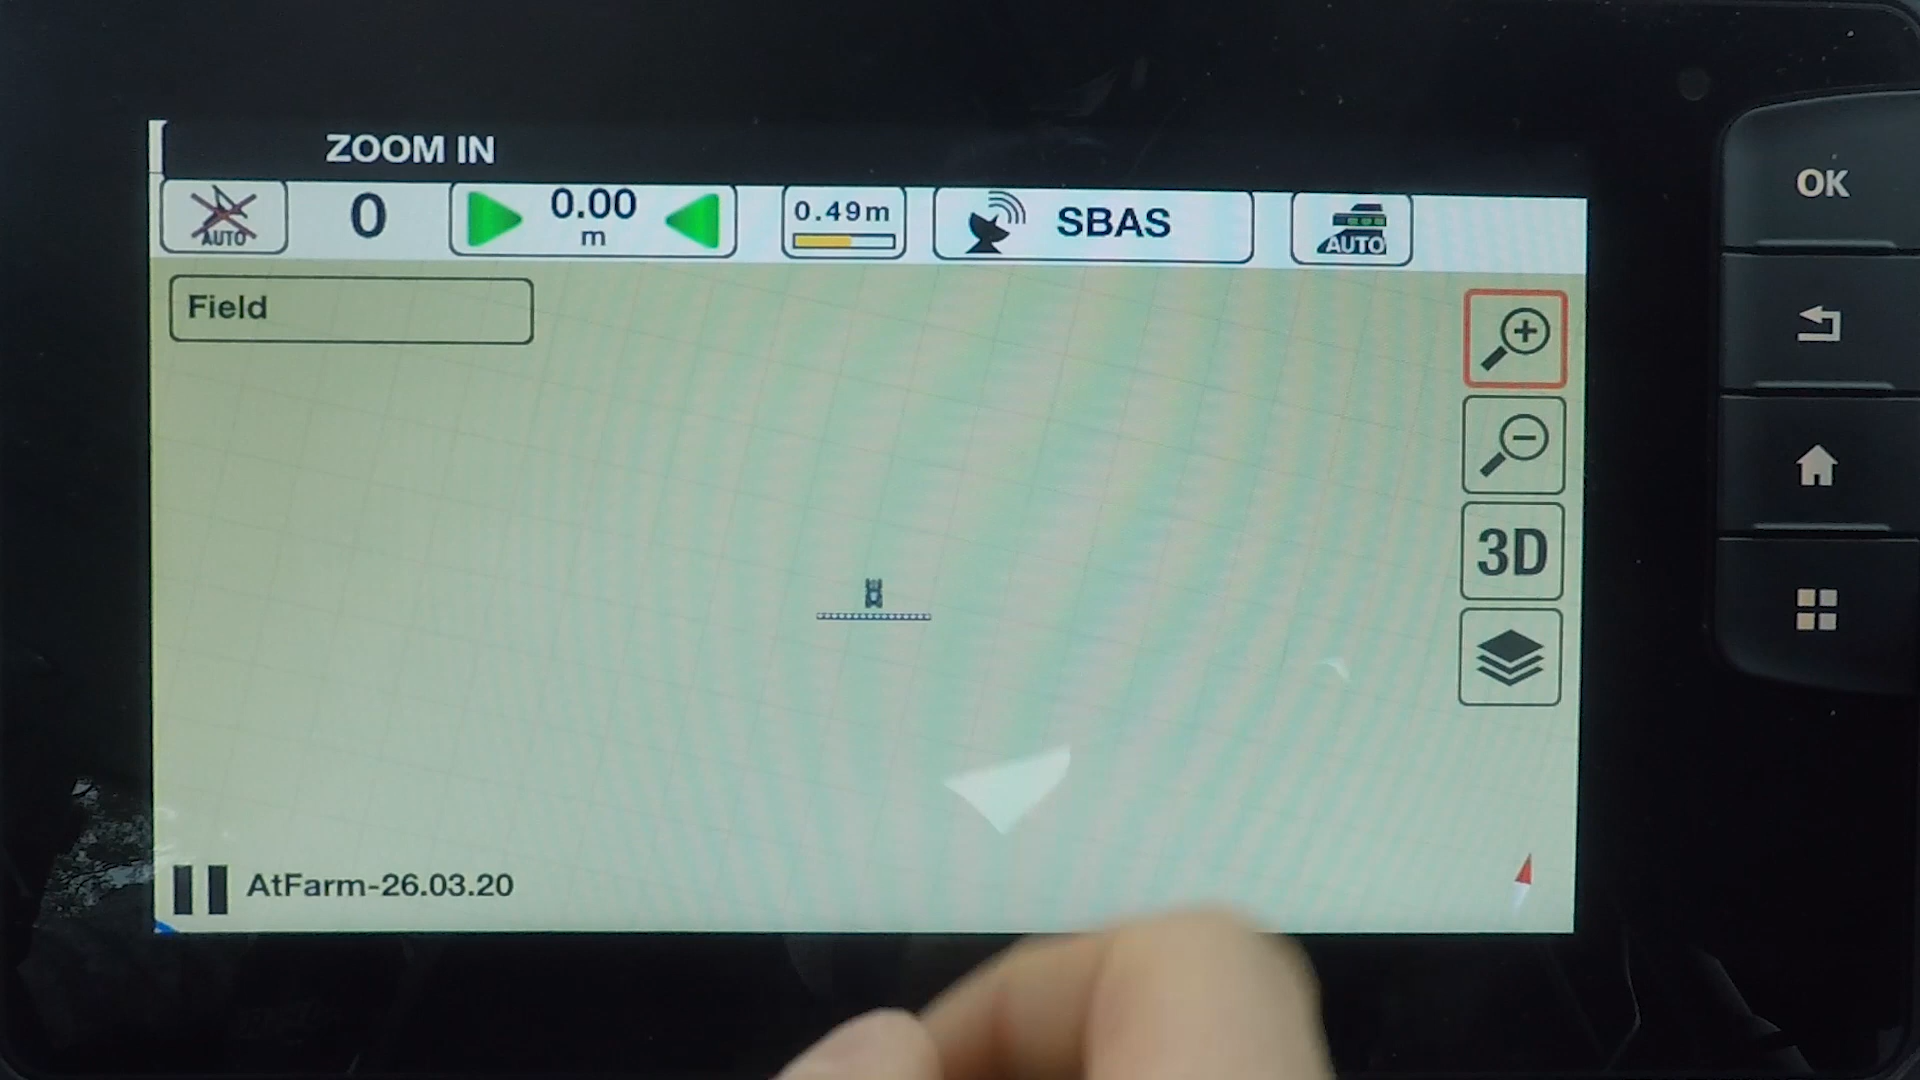 ZOOM IN
AUTO
0
0.00
m
0.49m
SBAS
AUTO
Field
3D
AtFarm-26.03.20
OK